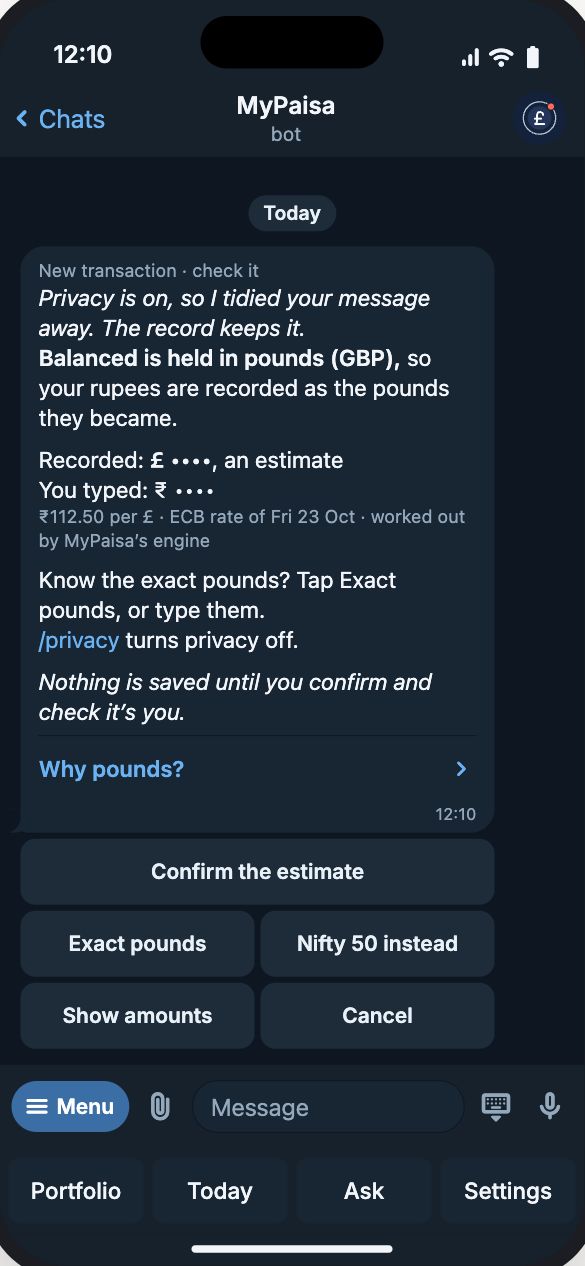 12:10
Chats
MyPaisa
bot
£
Today
New transaction · check it
Privacy is on, so I tidied your message
away. The record keeps it.
Balanced is held in pounds (GBP), so
your rupees are recorded as the pounds
they became.
Recorded: £ ••••, an estimate
You typed: ₹ ••••
₹112.50 per £ · ECB rate of Fri 23 Oct · worked out
by MyPaisa’s engine
Know the exact pounds? Tap Exact
pounds, or type them.
/privacy turns privacy off.
Nothing is saved until you confirm and
check it’s you.
Why pounds?
12:10
Confirm the estimate
Exact pounds
Nifty 50 instead
Show amounts
Cancel
Menu
Message
Portfolio
Today
Ask
Settings